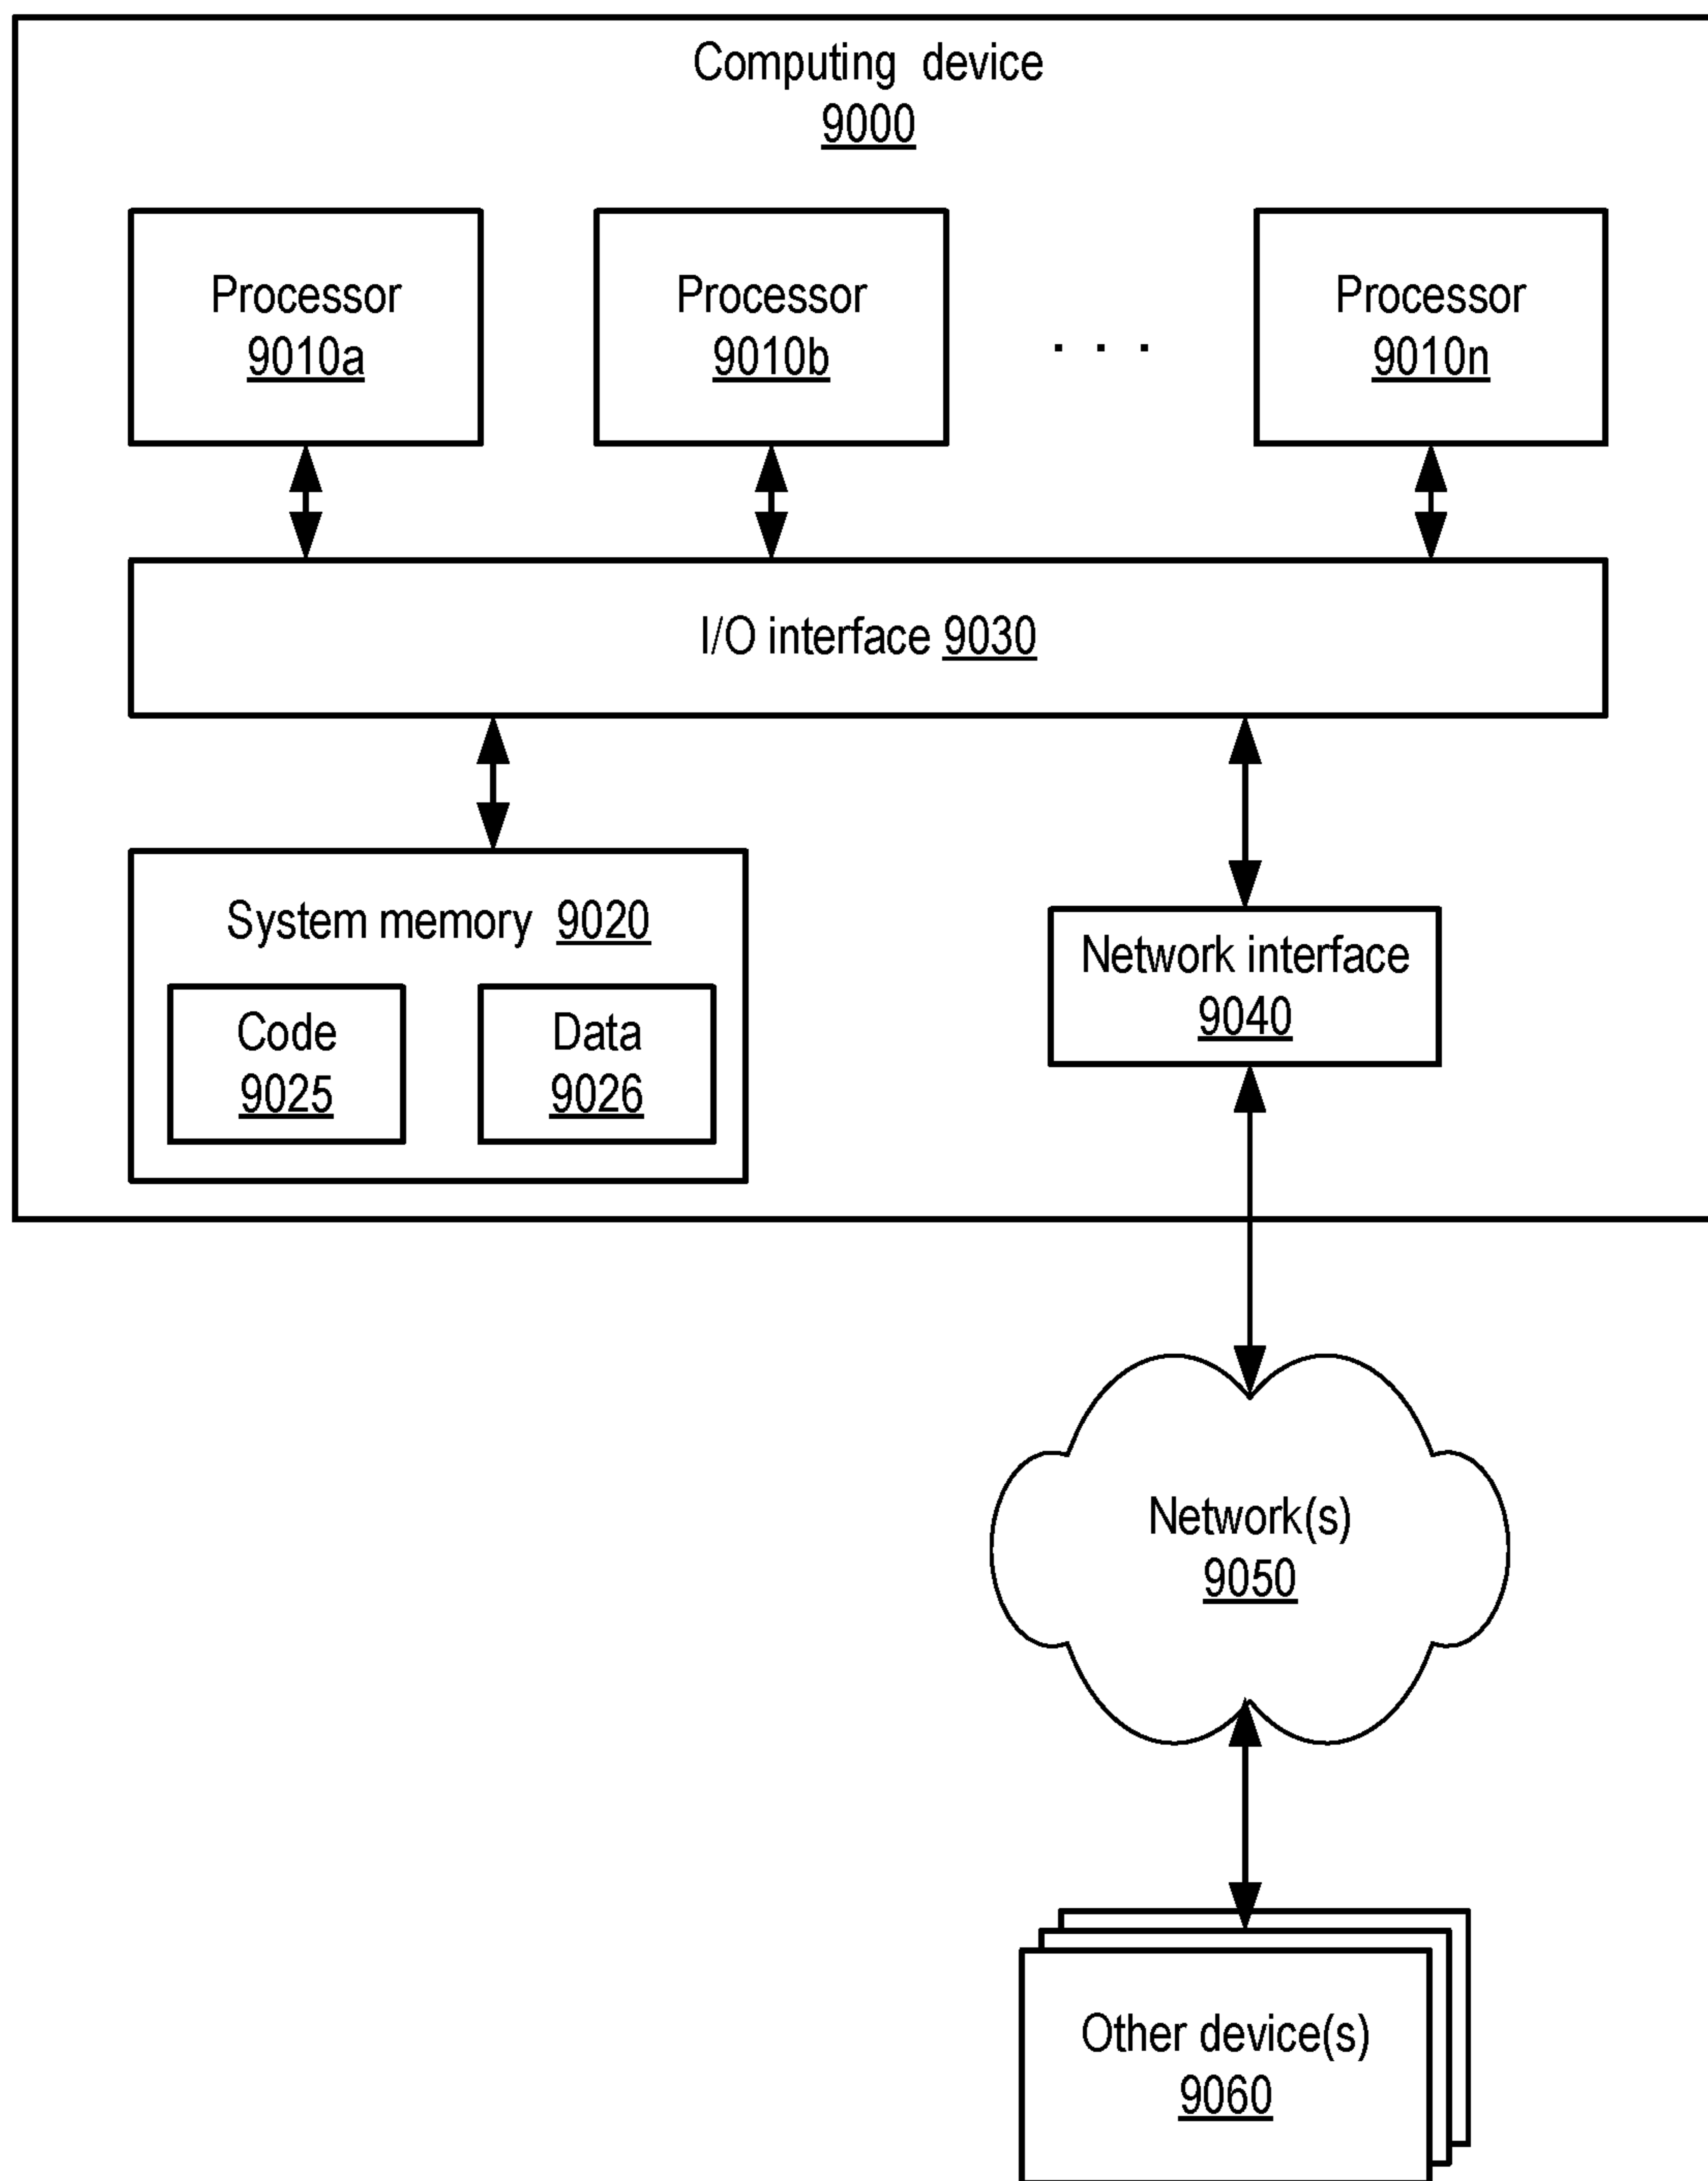 Computing device
9000
Processor
9010a
Processor
9010b
. . .
Processor
9010n
I/O interface 9030
System memory 9020
Code
9025
Data
9026
Network interface
9040
Network(s)
9050
Other device(s)
9060